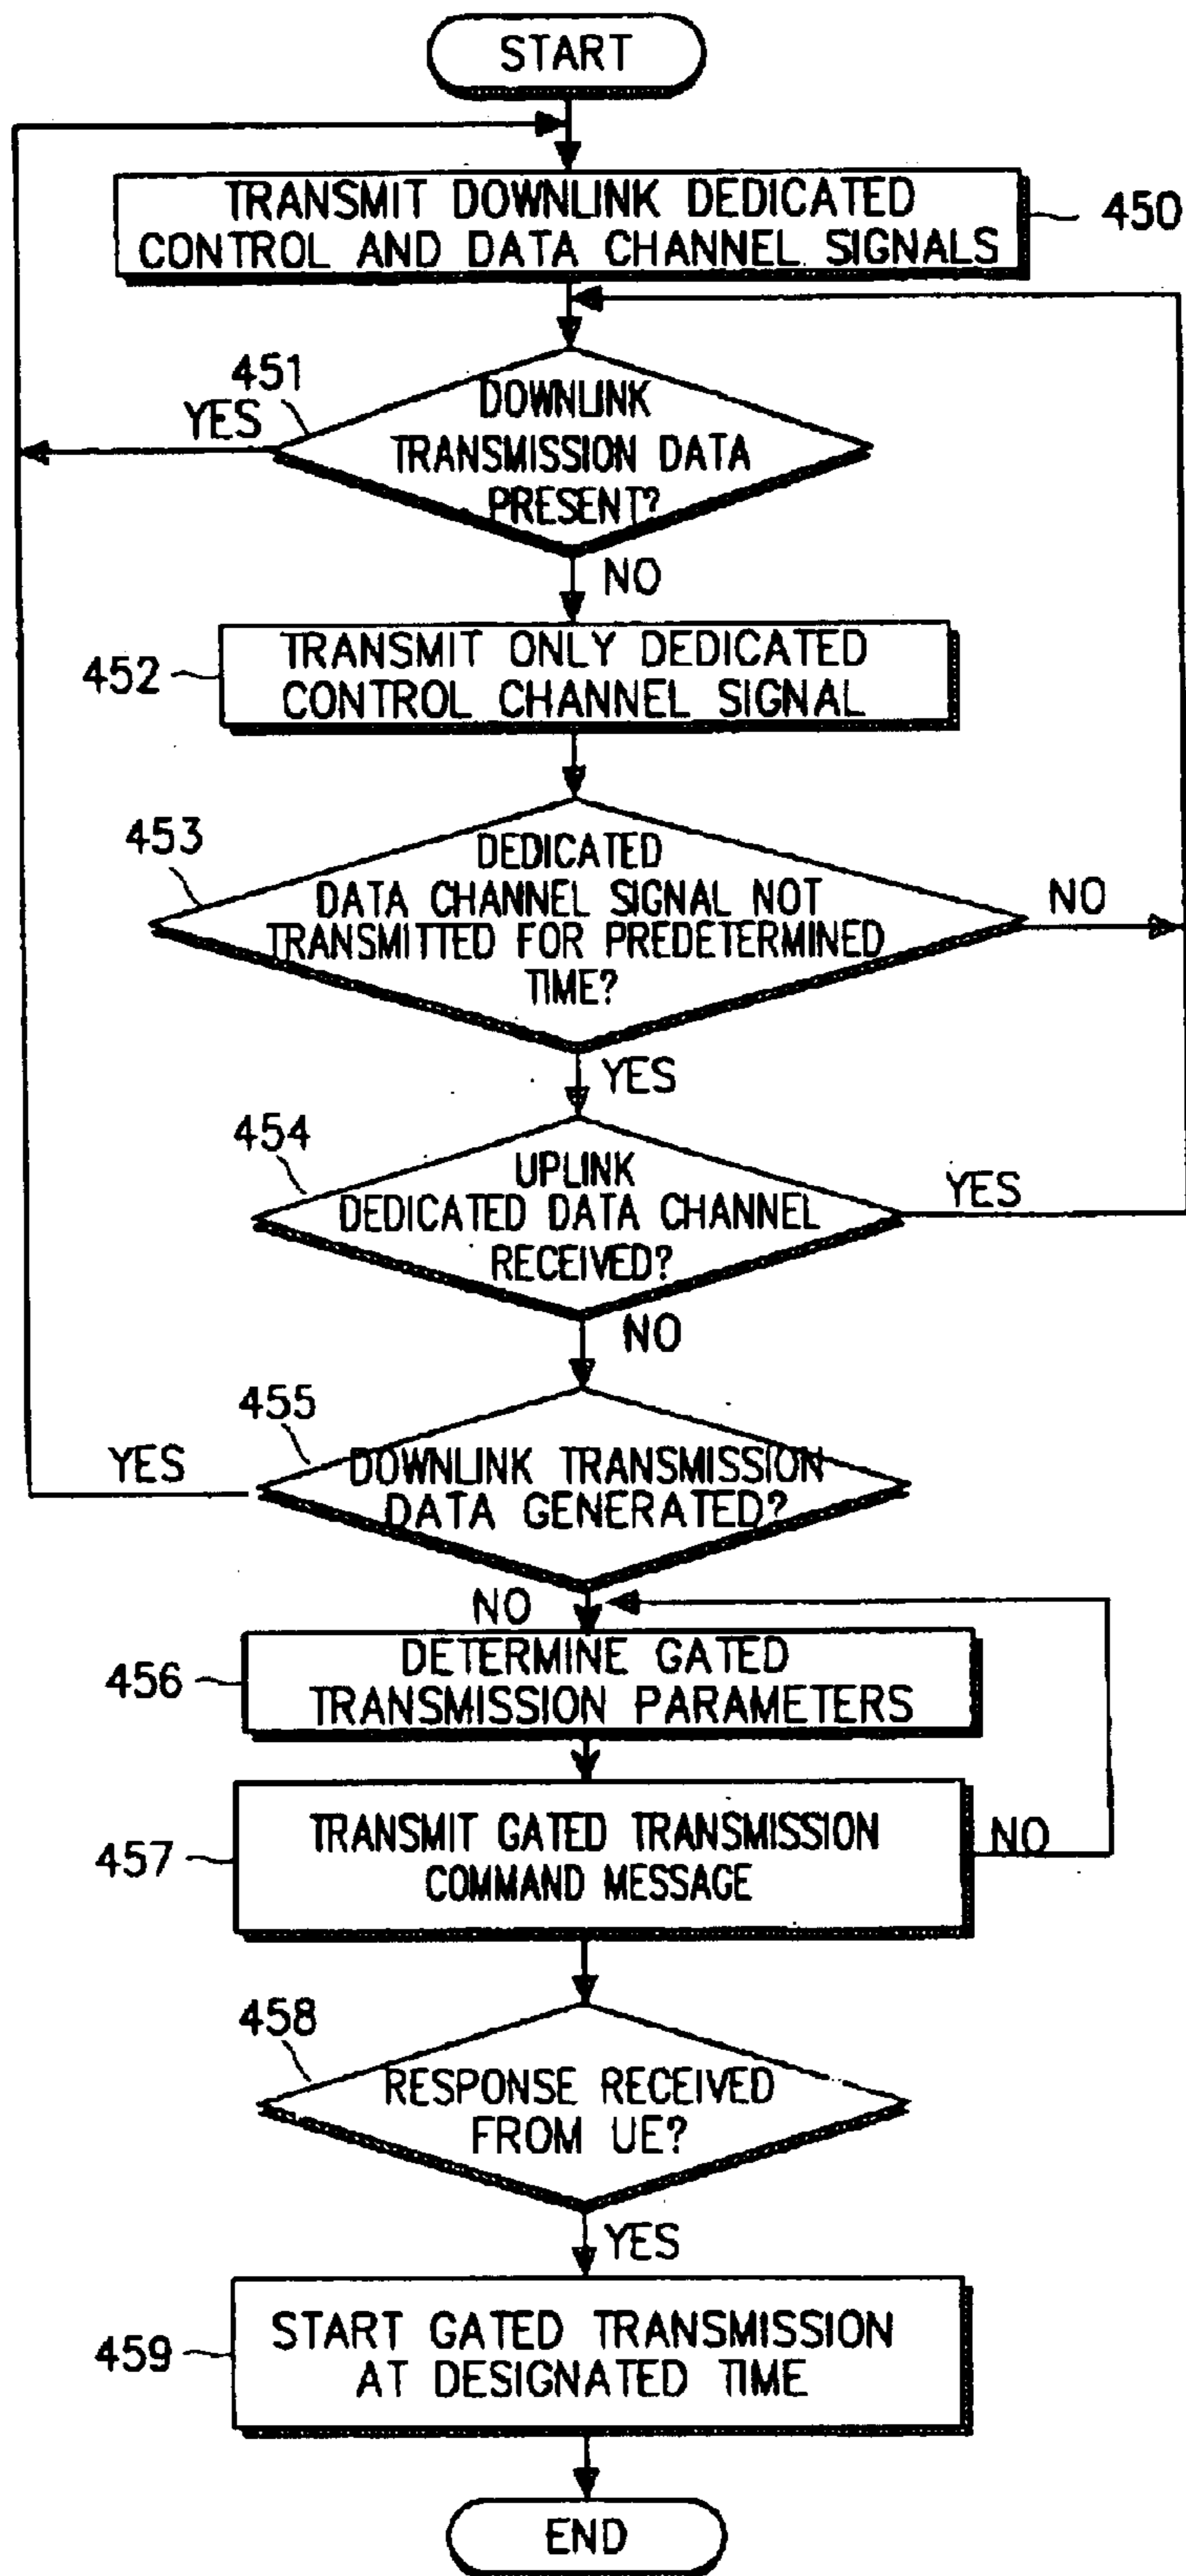 START
TRANSMIT DOWNLINK DEDICATED
CONTROL AND DATA CHANNEL SIGNALS
450
451
YES
DOWNLINK
TRANSMISSION DATA
PRESENT?
NO
452
TRANSMIT ONLY DEDICATED
CONTROL CHANNEL SIGNAL
453
DEDICATED
DATA CHANNEL SIGNAL NOT
TRANSMITTED FOR PREDETERMINED
TIME?
NO
YES
454
UPLINK
DEDICATED DATA CHANNEL
RECEIVED?
YES
NO
455
YES
DOWNLINK TRANSMISSION
DATA GENERATED?
NO
456
DETERMINE GATED
TRANSMISSION PARAMETERS
457
TRANSMIT GATED TRANSMISSION
COMMAND MESSAGE
NO
458
RESPONSE RECEIVED
FROM UE?
YES
459
START GATED TRANSMISSION
AT DESIGNATED TIME
END